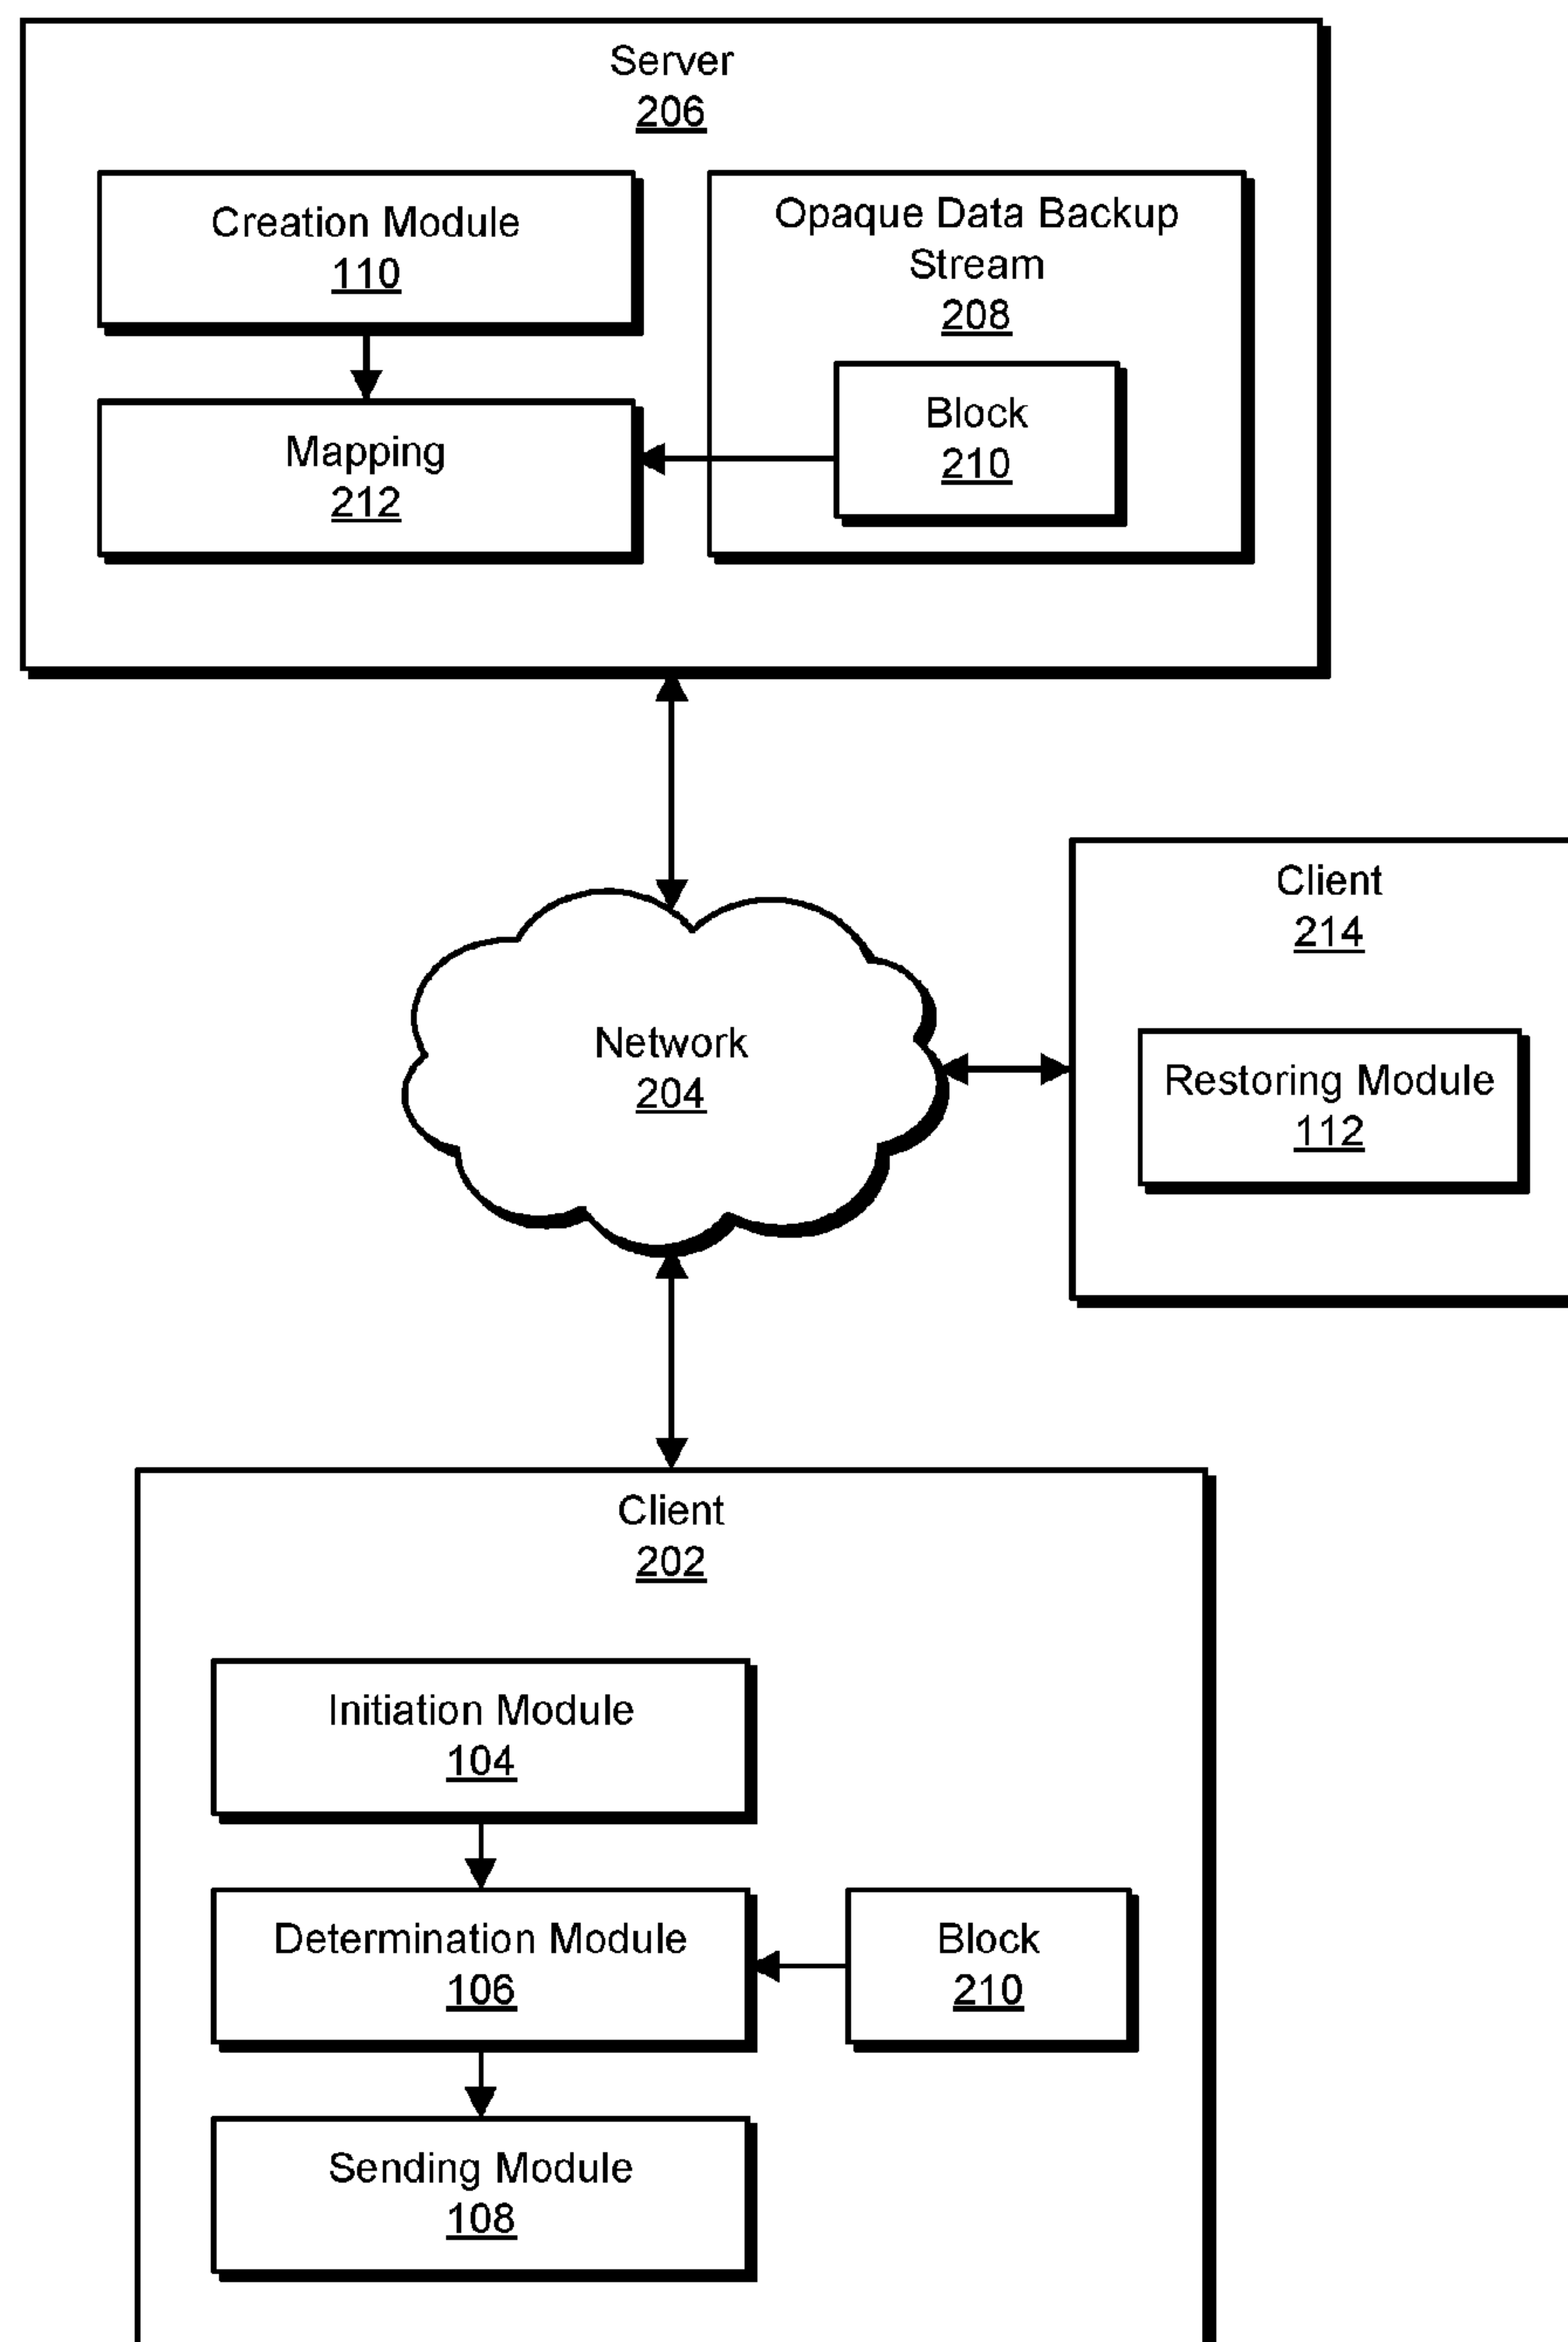 Server
206
Creation Module
110
Opaque Data Backup
Stream
208
Mapping
212
Block
210
Client
214
Network
204
Restoring Module
112
Client
202
Initiation Module
104
Determination Module
106
Block
210
Sending Module
108